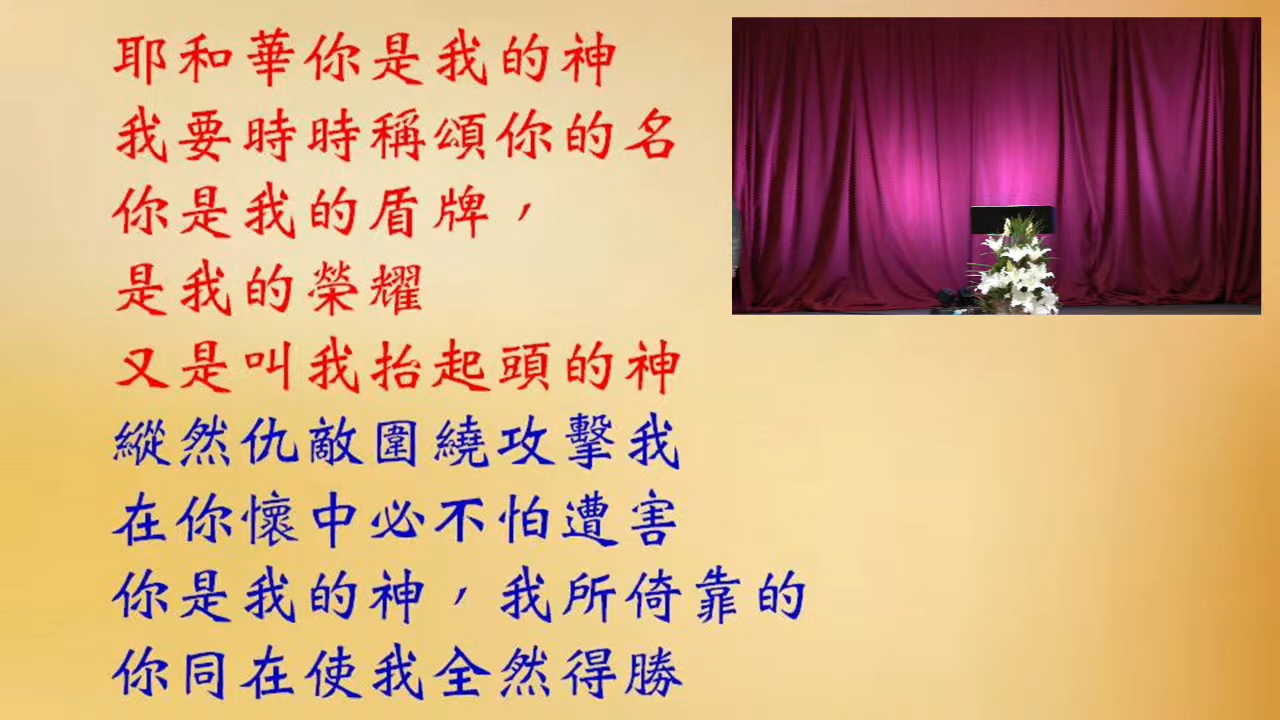 耶和華你是我的神
我要時時稱頌你的名
你是我的盾牌，
是我的榮耀
又是叫我抬起頭的神
縱然仇敵圍繞攻擊我
在你懷中必不怕遭害
你是我的神，我所倚靠的
你同在使我全然得勝